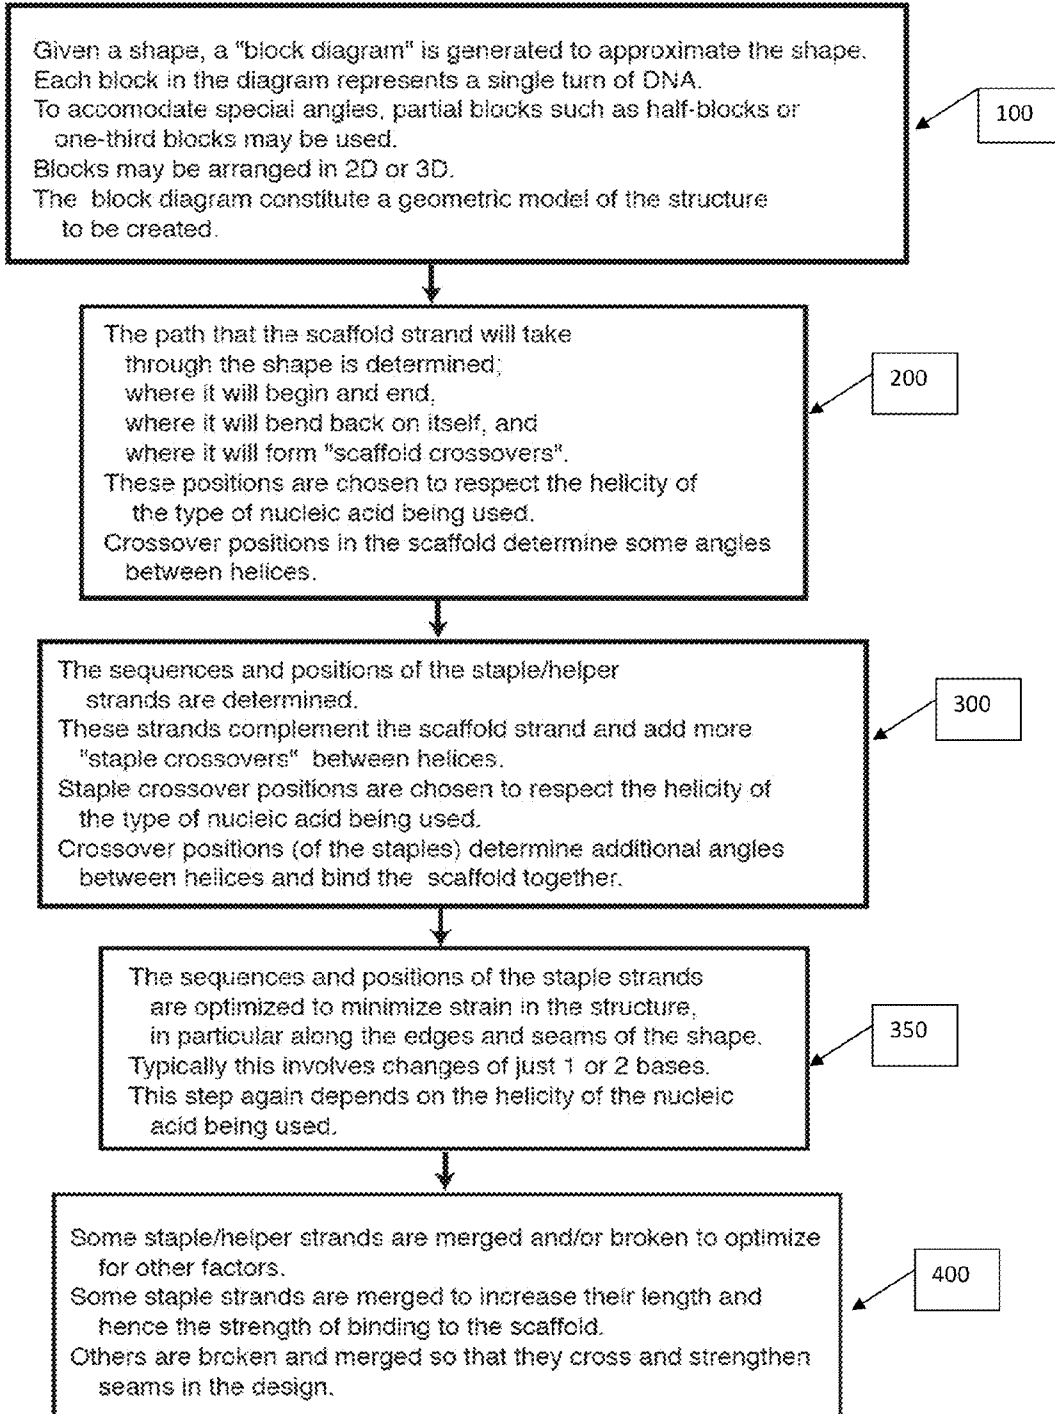 Given a shape, a "block diagram" is generated to approximate the shape.
Each block in the diagram represents a single turn of DNA.
To accomodate special angles, partial blocks such as half-blocks or
one-third blocks may be used.
Blocks may be arranged in 2D or 3D.
The block diagram constitute a geometric model of the structure
to be created.
100
The path that the scaffold strand will take
through the shape is determined;
where it will begin and end,
where it will bend back on itself, and
where it will form "scaffold crossovers".
These positions are chosen to respect the helicity of
the type of nucleic acid being used.
Crossover positions in the scaffold determine some angles
between helices.
200
The sequences and positions of the staple/helper
strands are determined.
These strands complement the scaffold strand and add more
"staple crossovers" between helices.
Staple crossover positions are chosen to respect the helicity of
the type of nucleic acid being used.
Crossover positions (of the staples) determine additional angles
between helices and bind the scaffold together.
300
The sequences and positions of the staple strands
are optimized to minimize strain in the structure,
in particular along the edges and seams of the shape.
Typically this involves changes of just 1 or 2 bases.
This step again depends on the helicity of the nucleic
acid being used.
350
Some staple/helper strands are merged and/or broken to optimize
for other factors.
Some staple strands are merged to increase their length and
hence the strength of binding to the scaffold.
Others are broken and merged so that they cross and strengthen
seams in the design.
400